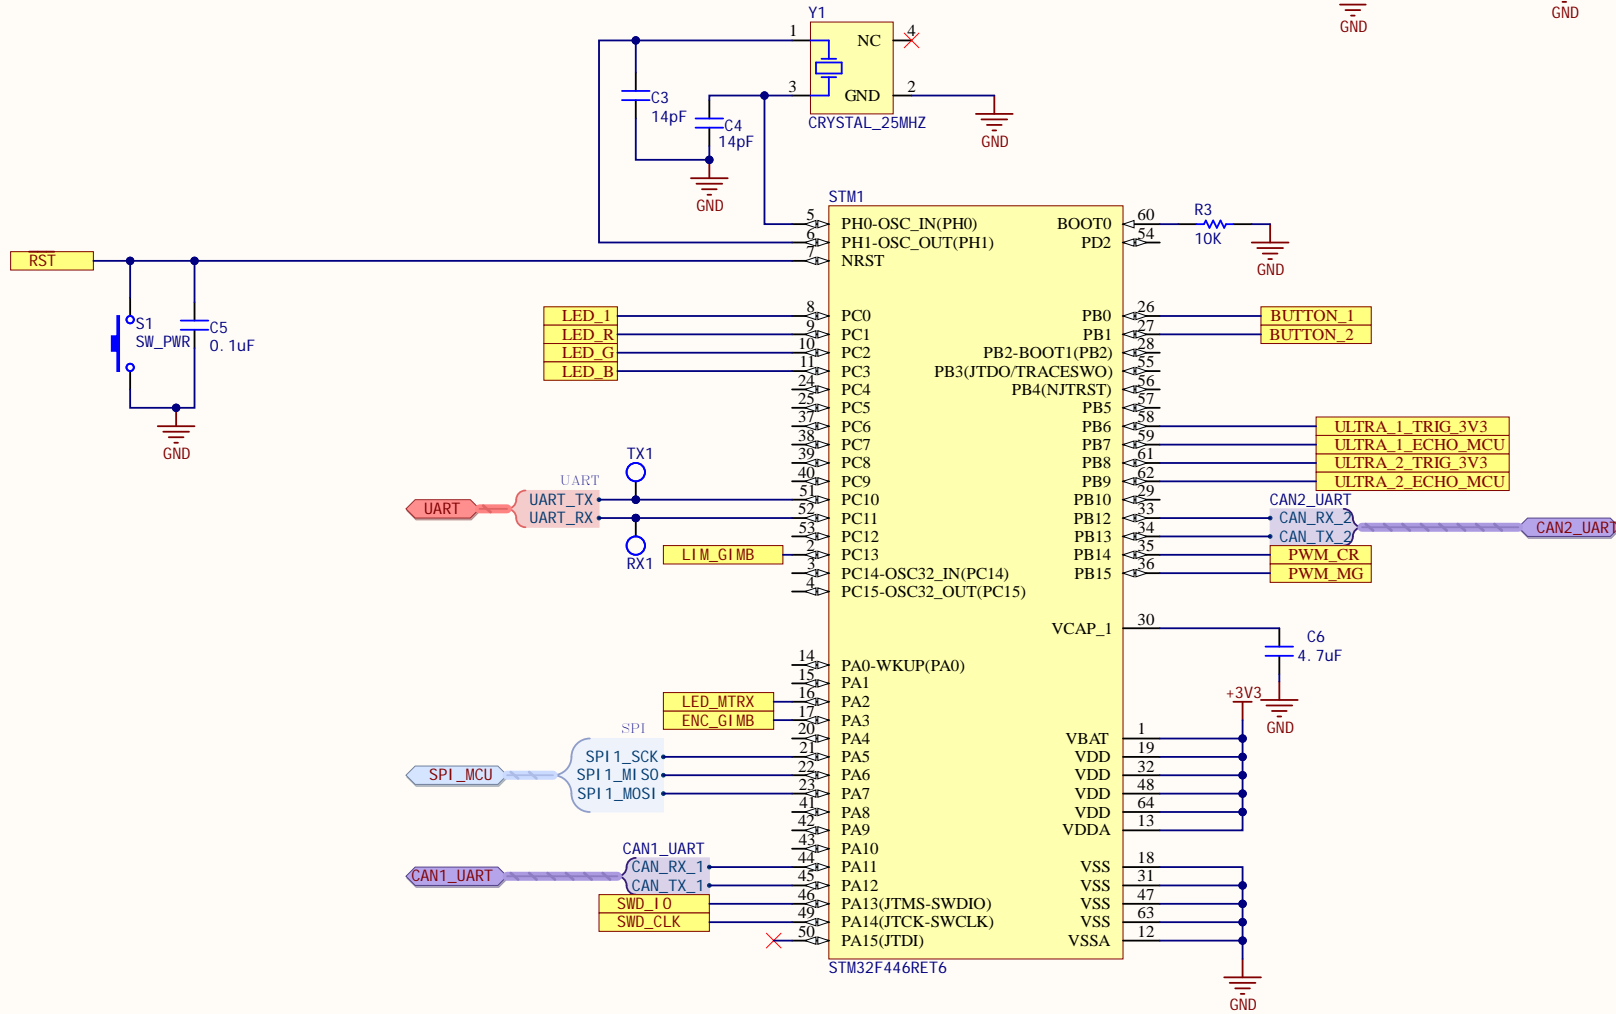 GND
GND
Y1
1
NC
4
3
GND
2
C3
14pF
C4
14pF
CRYSTAL_25MHZ
GND
GND
STM1
5
PH0-OSC_IN(PH0)
BOOT0
60
R3
10K
6
PH1-OSC_OUT(PH1)
PD2
54
GND
RST
7
NRST
S1
SW_PWR
C5
0.1uF
GND
LED_1
8
PC0
PB0
26
BUTTON_1
LED_R
9
PC1
PB1
27
BUTTON_2
LED_G
10
PC2
PB2-BOOT1(PB2)
28
LED_B
11
PC3
PB3(JTDO/TRACESWO)
55
24
PC4
PB4(NJTRST)
56
25
PC5
PB5
57
37
PC6
PB6
58
ULTRA_1_TRIG_3V3
38
PC7
PB7
59
ULTRA_1_ECHO_MCU
39
PC8
PB8
61
ULTRA_2_TRIG_3V3
40
PC9
PB9
62
ULTRA_2_ECHO_MCU
TX1
UART
UART
UART_TX
51
PC10
PB10
29
CAN2_UART
UART_RX
52
PC11
PB12
33
CAN_RX_2
53
PC12
PB13
34
CAN_TX_2
CAN2_UART
RX1
LIM_GIMB
2
PC13
PB14
35
PWM_CR
3
PC14-OSC32_IN(PC14)
PB15
36
PWM_MG
4
PC15-OSC32_OUT(PC15)
VCAP_1
30
C6
4.7uF
GND
14
PA0-WKUP(PA0)
15
PA1
LED_MTRX
16
PA2
ENC_GIMB
17
PA3
+3V3
20
PA4
VBAT
1
SPI
SPI_MCU
SPI1_SCK
21
PA5
VDD
19
SPI1_MISO
22
PA6
VDD
32
SPI1_MOSI
23
PA7
VDD
48
41
PA8
VDD
64
42
PA9
VDDA
13
43
PA10
CAN1_UART
CAN1_UART
CAN_RX_1
44
PA11
VSS
18
CAN_TX_1
45
PA12
VSS
31
SWD_IO
46
PA13(JTMS-SWDIO)
VSS
47
SWD_CLK
49
PA14(JTCK-SWCLK)
VSS
63
50
PA15(JTDI)
VSSA
12
STM32F446RET6
GND